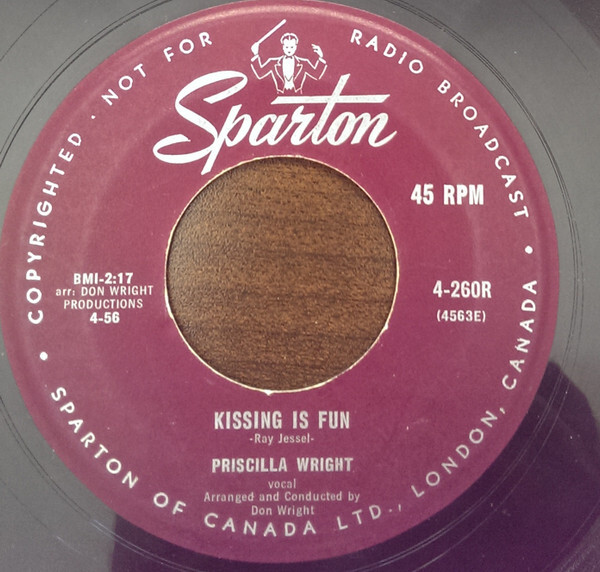 COPYRIGHTED · NOT FOR RADIO BROADCAST ·
Sparton
45 RPM
BMI-2:17
arr: DON WRIGHT
PRODUCTIONS
4-56
4-260R
(4563E)
KISSING IS FUN
-Ray Jessel-
PRISCILLA WRIGHT
vocal
Arranged and Conducted by
Don Wright
· SPARTON OF CANADA LTD., LONDON, CANADA